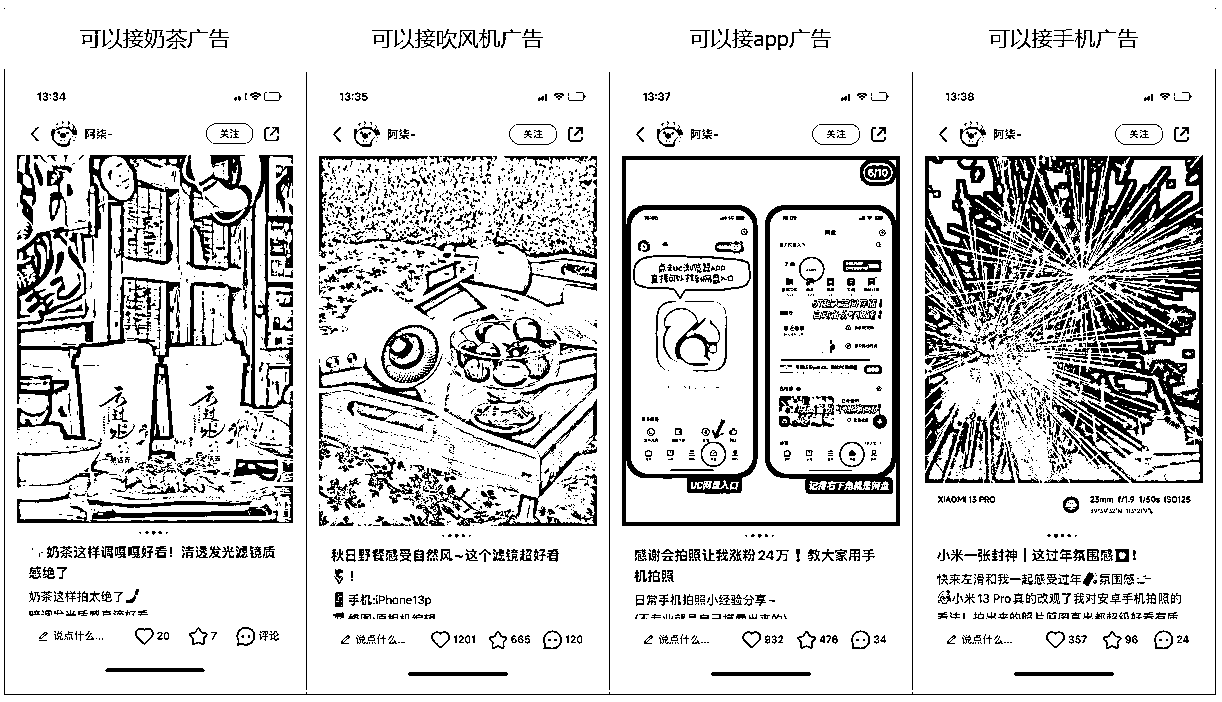 可以接奶茶广告
可以接吹风机广告
可以接app广告
可以接手机广告
13:34
阿柒-
关注
奶茶这样调嘎嘎好看！清透发光滤镜质
感绝了
奶茶这样拍太绝了
说点什么...
20
7
评论
13:35
阿柒-
关注
秋日野餐感受自然风~这个滤镜超好看
！
手机:iPhone13p
说点什么...
1201
665
120
13:37
阿柒-
关注
6/10
点击UC浏览器APP
直接可以找到网盘入口
UC网盘入口
记得右下角就是网盘
感谢会拍照让我涨粉24万！教大家用手
机拍照
日常手机拍照小经验分享~
说点什么...
932
476
34
13:38
阿柒-
关注
XIAOMI 13 PRO
23mm f/1.9 1/50s ISO125
小米一张封神｜这过年氛围感！
快来左滑和我一起感受过年氛围感
小米13 Pro真的改观了我对安卓手机拍照的
说点什么...
357
96
24